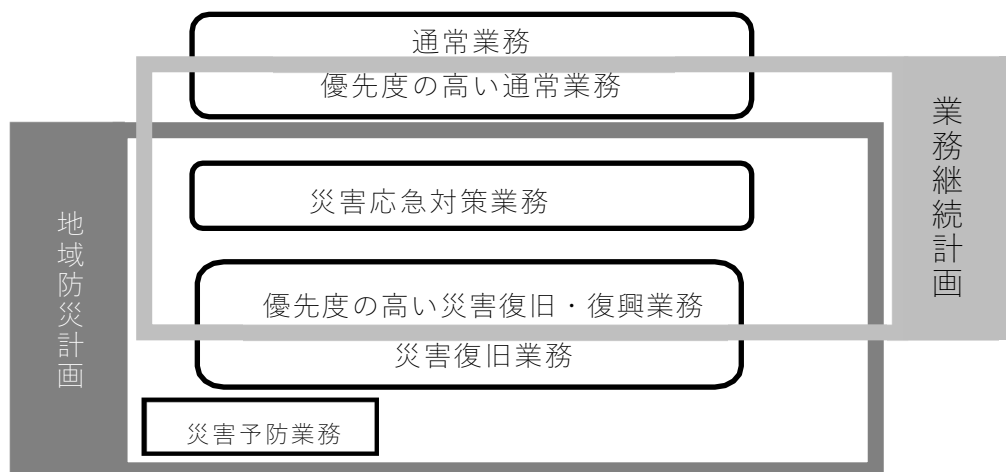 通常業務
優先度の高い通常業務
業務継続計画
地域防災計画
災害応急対策業務
優先度の高い災害復旧・復興業務
災害復旧業務
災害予防業務